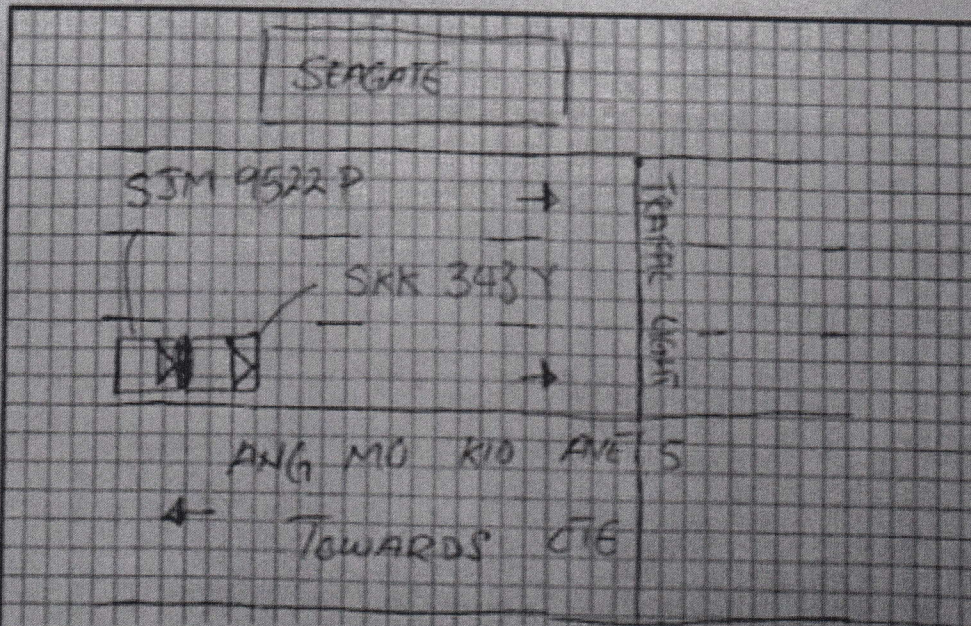 SEAGATE
SJM 9522 P
SKK 343 Y
TRAFFIC LIGHT
ANG MO KIO AVE 5
TOWARDS CTE